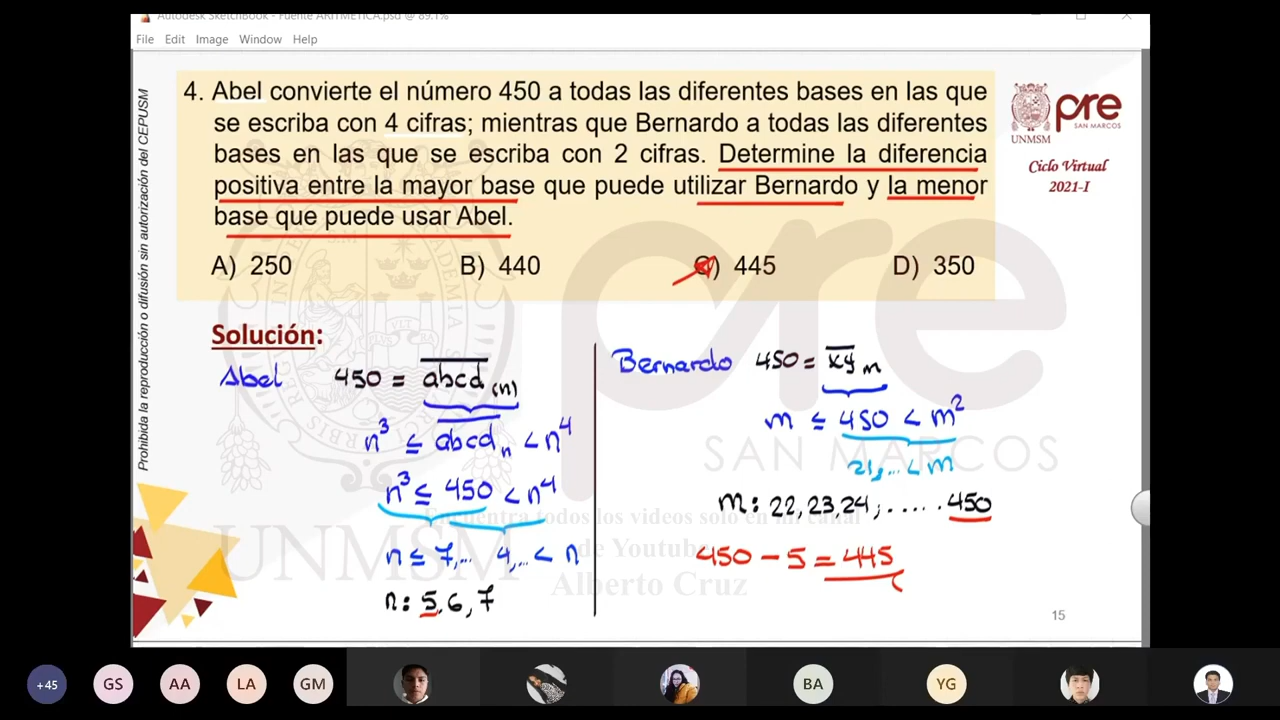 Autodesk SketchBook - Fuente ARITMETICA.psd @ 89.1%
File Edit Image Window Help
Prohibida la reproducción o difusión sin autorización del CEPUSM
4. Abel convierte el número 450 a todas las diferentes bases en las que
se escriba con 4 cifras; mientras que Bernardo a todas las diferentes
bases en las que se escriba con 2 cifras. Determine la diferencia
positiva entre la mayor base que puede utilizar Bernardo y la menor
base que puede usar Abel.
A) 250 B) 440 C) 445 D) 350
UNMSM
pre
SAN MARCOS
Ciclo Virtual
2021-I
Solución:
Abel 450 = abcd(n)
n³ ≤ abcdn < n⁴
n³ ≤ 450 < n⁴
n ≤ 7,... 4,... < n
n: 5, 6, 7
Bernardo 450 = xym
m ≤ 450 < m²
21,... < m
m: 22, 23, 24, ..... 450
450 - 5 = 445
pre
SAN MARCOS
UNMSM
Encuentra todos los videos solo en mi canal
de Youtube
Alberto Cruz
15
+45 GS AA LA GM BA YG